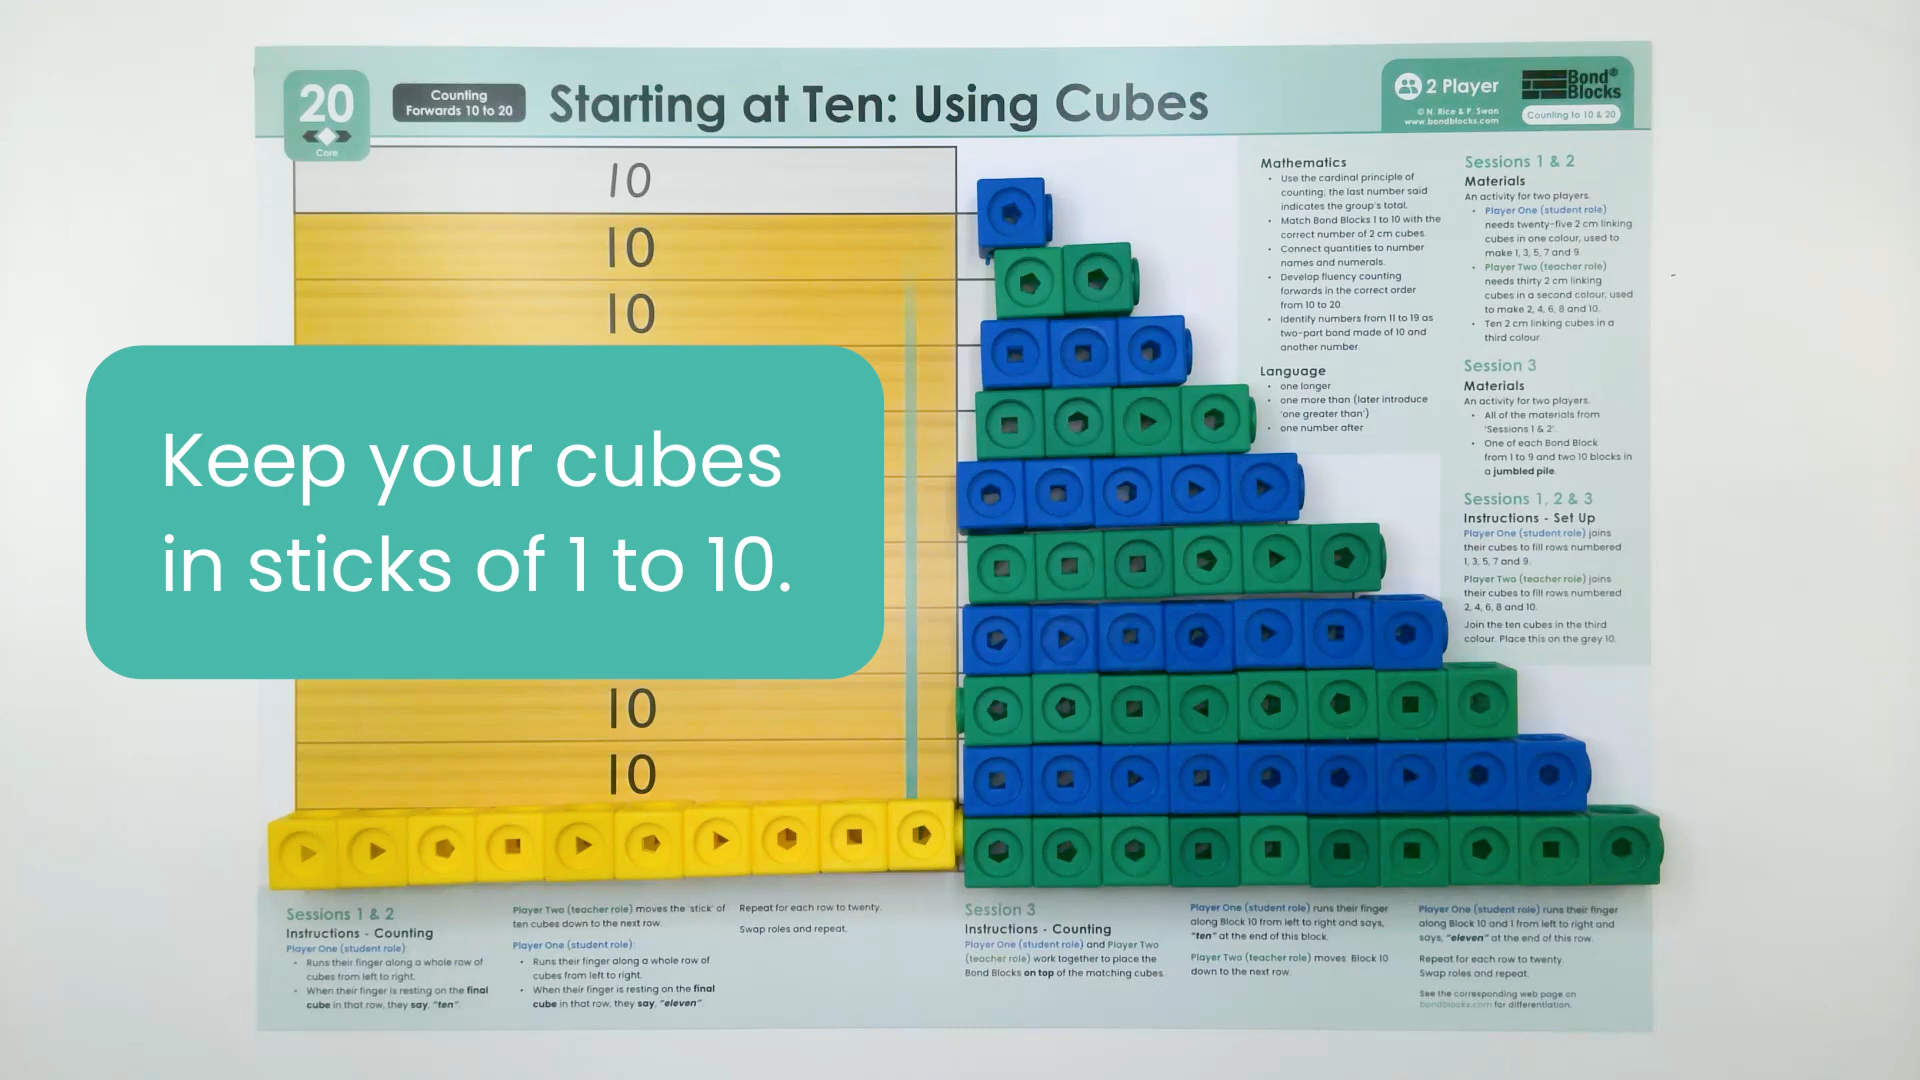 20
Core
Counting
Forwards 10 to 20
Starting at Ten: Using Cubes
2 Player
© N. Rice & P. Swan
www.bondblocks.com
Bond®
Blocks
Counting to 10 & 20
10
10
10
10
10
Keep your cubes
in sticks of 1 to 10.
Mathematics
• Use the cardinal principle of
counting; the last number said
indicates the group's total.
• Match Bond Blocks 1 to 10 with the
correct number of 2 cm cubes.
• Connect quantities to number
names and numerals.
• Develop fluency counting
forwards in the correct order
from 10 to 20.
• Identify numbers from 11 to 19 as
two-part bond made of 10 and
another number.
Language
• one longer
• one more than (later introduce
'one greater than')
• one number after
Sessions 1 & 2
Materials
An activity for two players.
• Player One (student role)
needs twenty-five 2 cm linking
cubes in one colour, used to
make 1, 3, 5, 7 and 9.
• Player Two (teacher role)
needs thirty 2 cm linking
cubes in a second colour, used
to make 2, 4, 6, 8 and 10.
• Ten 2 cm linking cubes in a
third colour.
Session 3
Materials
An activity for two players.
• All of the materials from
'Sessions 1 & 2'.
• One of each Bond Block
from 1 to 9 and two 10 blocks in
a jumbled pile.
Sessions 1, 2 & 3
Instructions - Set Up
Player One (student role) joins
their cubes to fill rows numbered
1, 3, 5, 7 and 9.
Player Two (teacher role) joins
their cubes to fill rows numbered
2, 4, 6, 8 and 10.
Join the ten cubes in the third
colour. Place this on the grey 10.
Sessions 1 & 2
Instructions - Counting
Player One (student role):
• Runs their finger along a whole row of
cubes from left to right.
• When their finger is resting on the final
cube in that row, they say, "ten".
Player Two (teacher role) moves the 'stick' of
ten cubes down to the next row.
Player One (student role):
• Runs their finger along a whole row of
cubes from left to right.
• When their finger is resting on the final
cube in that row, they say, "eleven".
Repeat for each row to twenty.
Swap roles and repeat.
Session 3
Instructions - Counting
Player One (student role) and Player Two
(teacher role) work together to place the
Bond Blocks on top of the matching cubes.
Player One (student role) runs their finger
along Block 10 from left to right and says,
"ten" at the end of this block.
Player Two (teacher role) moves Block 10
down to the next row.
Player One (student role) runs their finger
along Block 10 and 1 from left to right and
says, "eleven" at the end of this row.
Repeat for each row to twenty.
Swap roles and repeat.
See the corresponding web page on
bondblocks.com for differentiation.